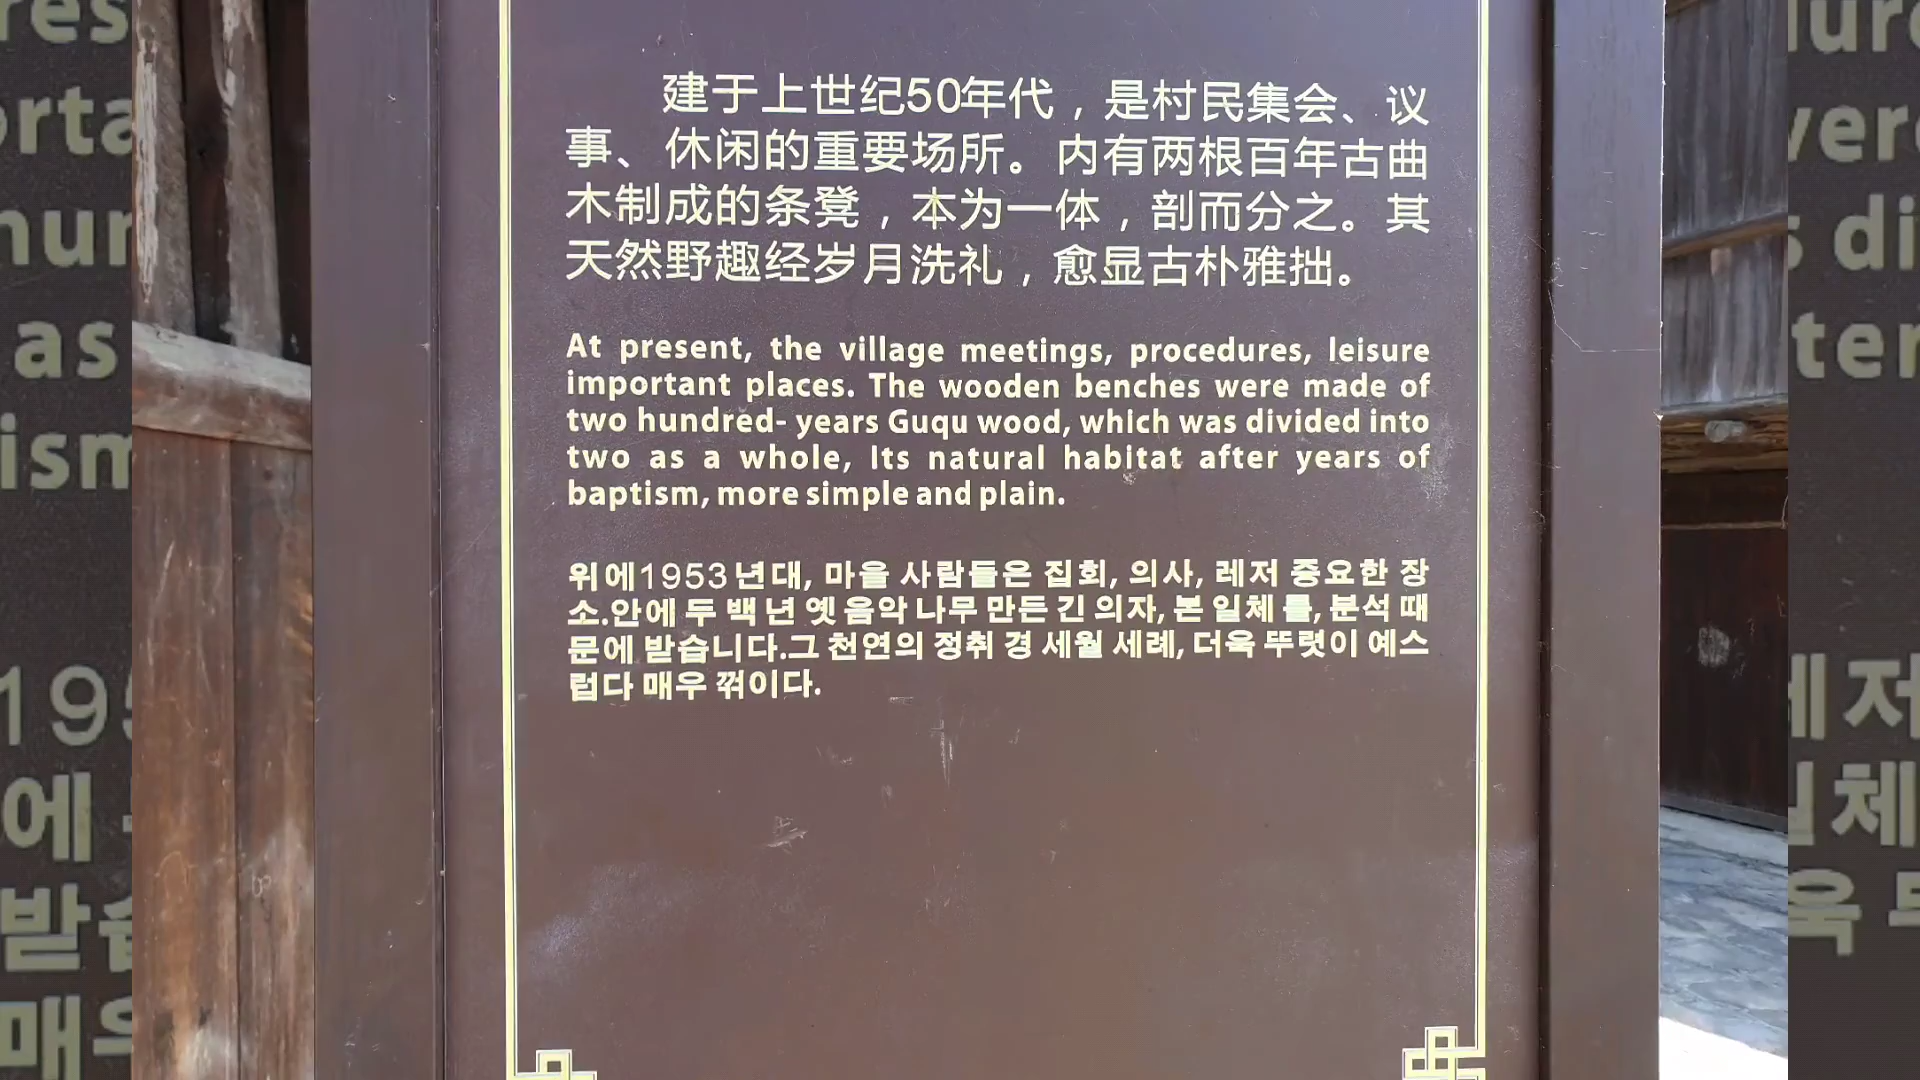 建于上世纪50年代，是村民集会、议
事、休闲的重要场所。内有两根百年古曲
木制成的条凳，本为一体，剖而分之。其
天然野趣经岁月洗礼，愈显古朴雅拙。
At present, the village meetings, procedures, leisure
important places. The wooden benches were made of
two hundred- years Guqu wood, which was divided into
two as a whole, Its natural habitat after years of
baptism, more simple and plain.
위에1953년대, 마을 사람들은 집회, 의사, 레저 중요한 장
소.안에 두 백 년 옛 음악 나무 만든 긴 의자, 본 일체 를, 분석 때
문에 받습니다.그 천연의 정취 경 세월 세례, 더욱 뚜렷이 예스
럽다 매우 꺾이다.